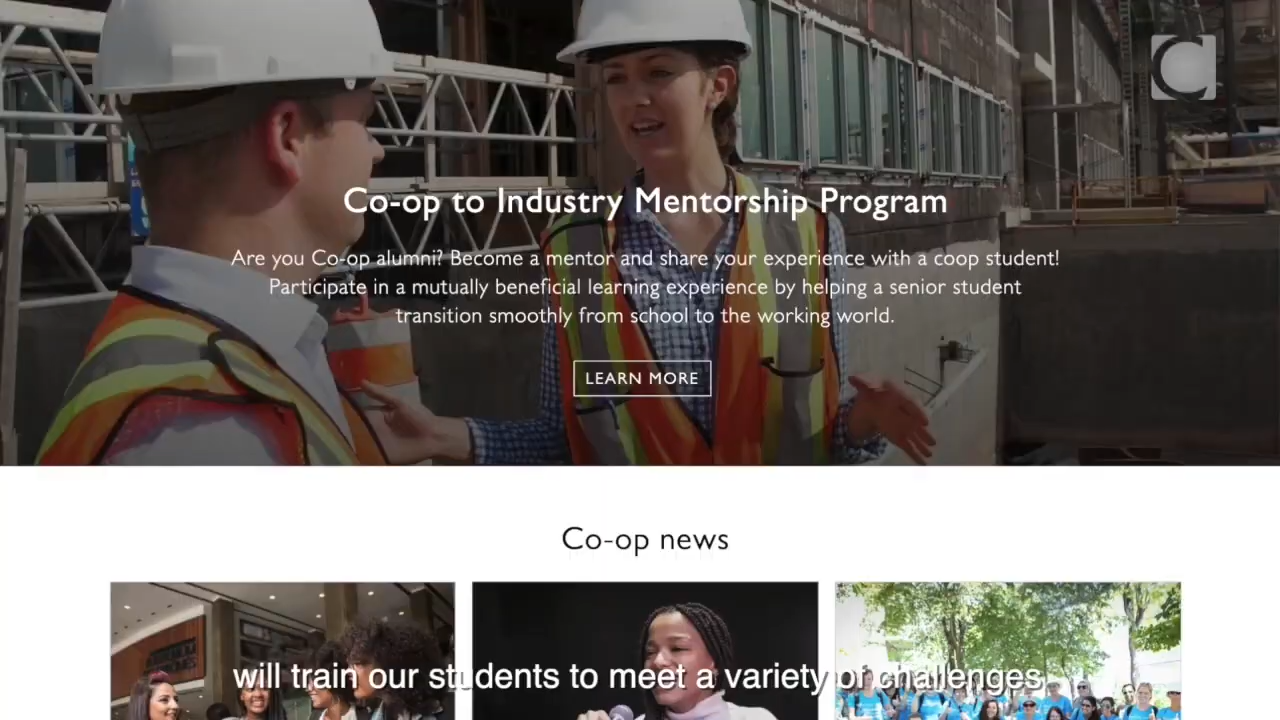 C
Co-op to Industry Mentorship Program
Are you Co-op alumni? Become a mentor and share your experience with a coop student!
Participate in a mutually beneficial learning experience by helping a senior student
transition smoothly from school to the working world.
LEARN MORE
Co-op news
will train our students to meet a variety of challenges